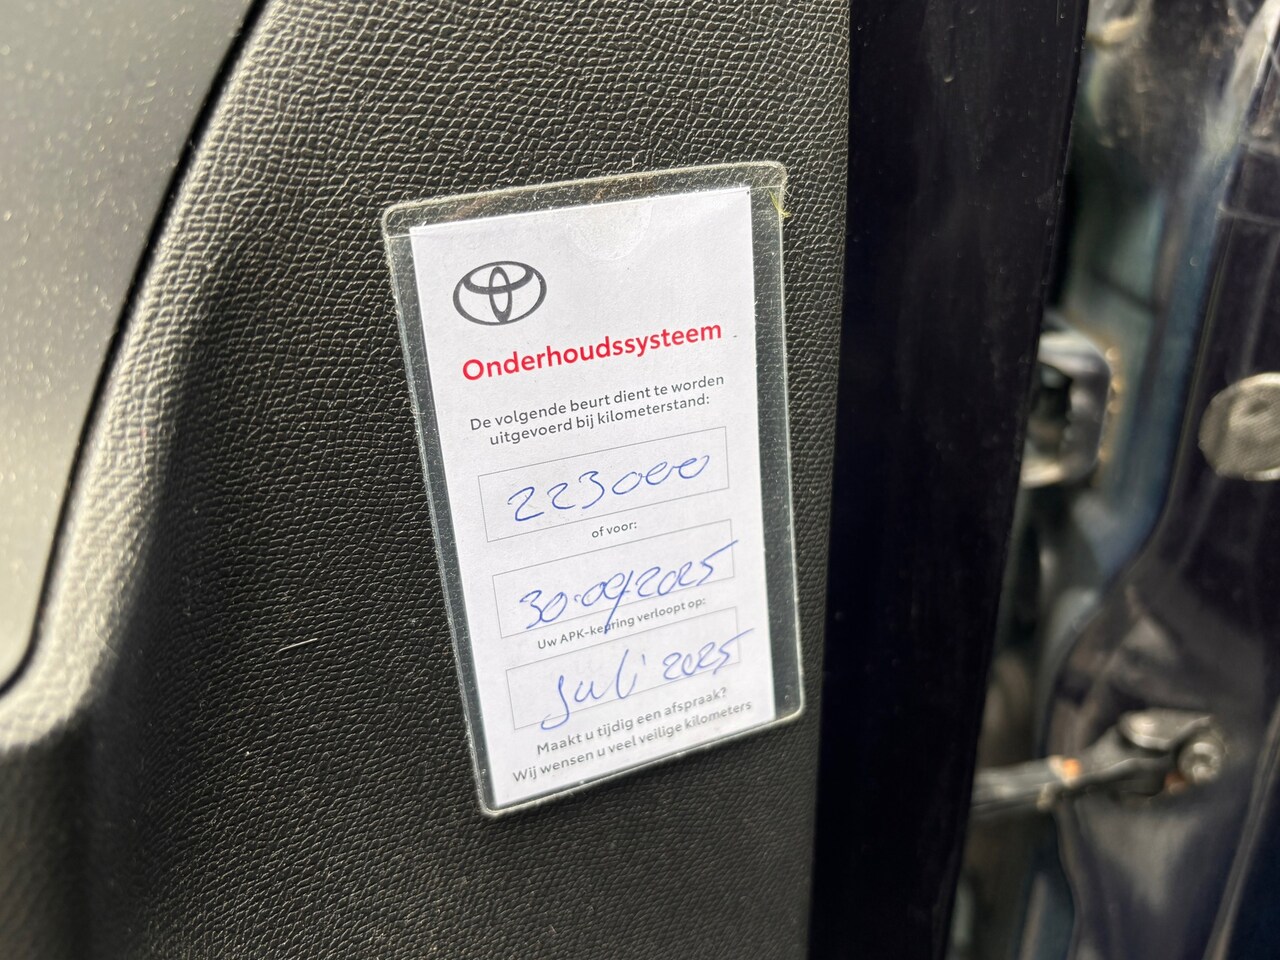 Onderhoudssysteem
De volgende beurt dient te worden
uitgevoerd bij kilometerstand:
223000
of voor:
30-09-2025
Uw APK-keuring verloopt op:
juli 2025
Maakt u tijdig een afspraak?
Wij wensen u veel veilige kilometers